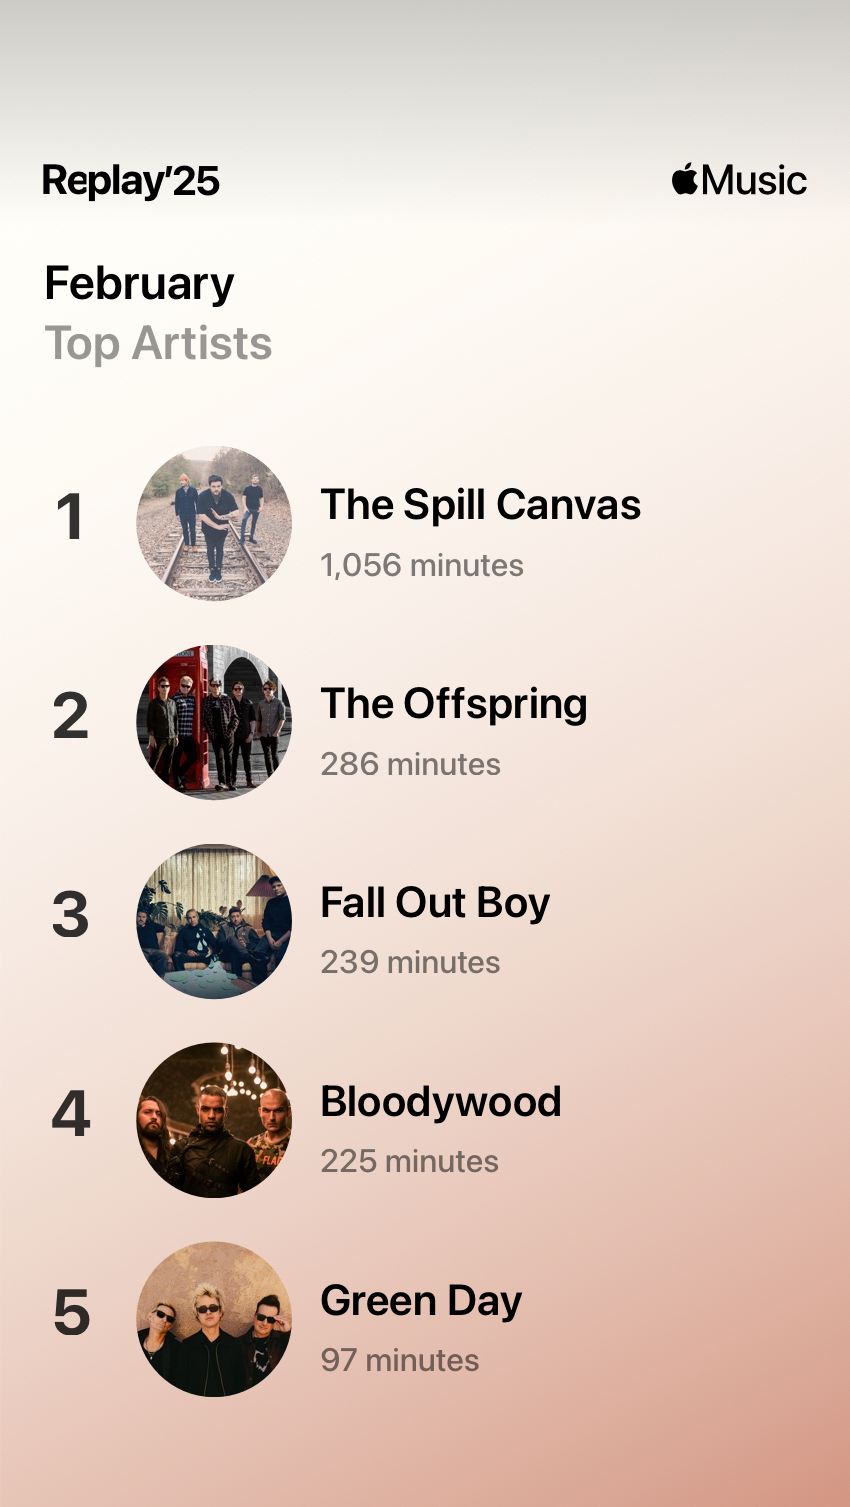 Replay'25
Music
February
Top Artists
1
The Spill Canvas
1,056 minutes
2
The Offspring
286 minutes
3
Fall Out Boy
239 minutes
4
Bloodywood
225 minutes
5
Green Day
97 minutes